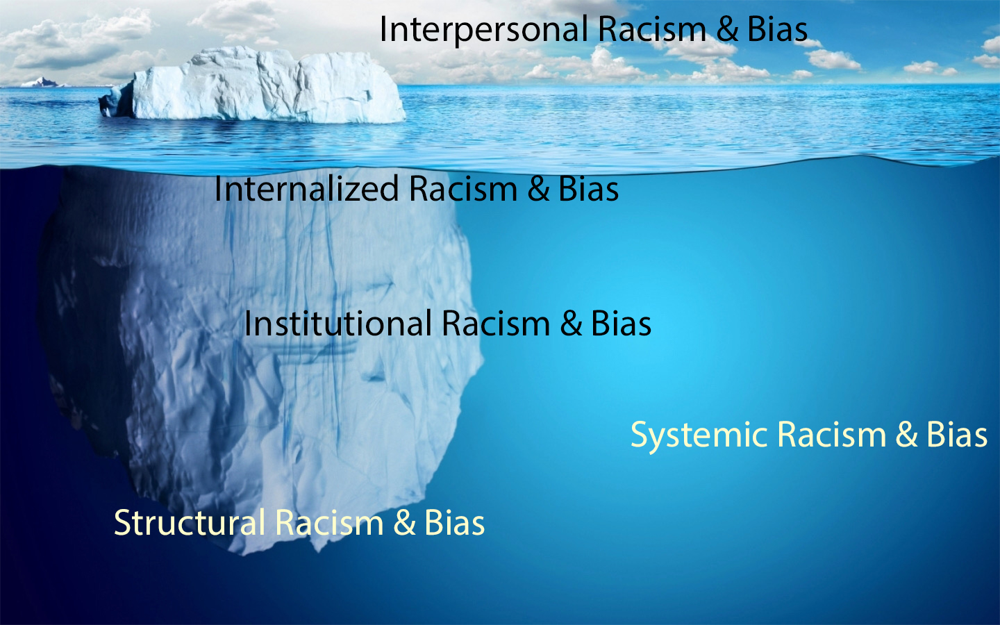 Interpersonal Racism & Bias
Internalized Racism & Bias
Institutional Racism & Bias
Systemic Racism & Bias
Structural Racism & Bias